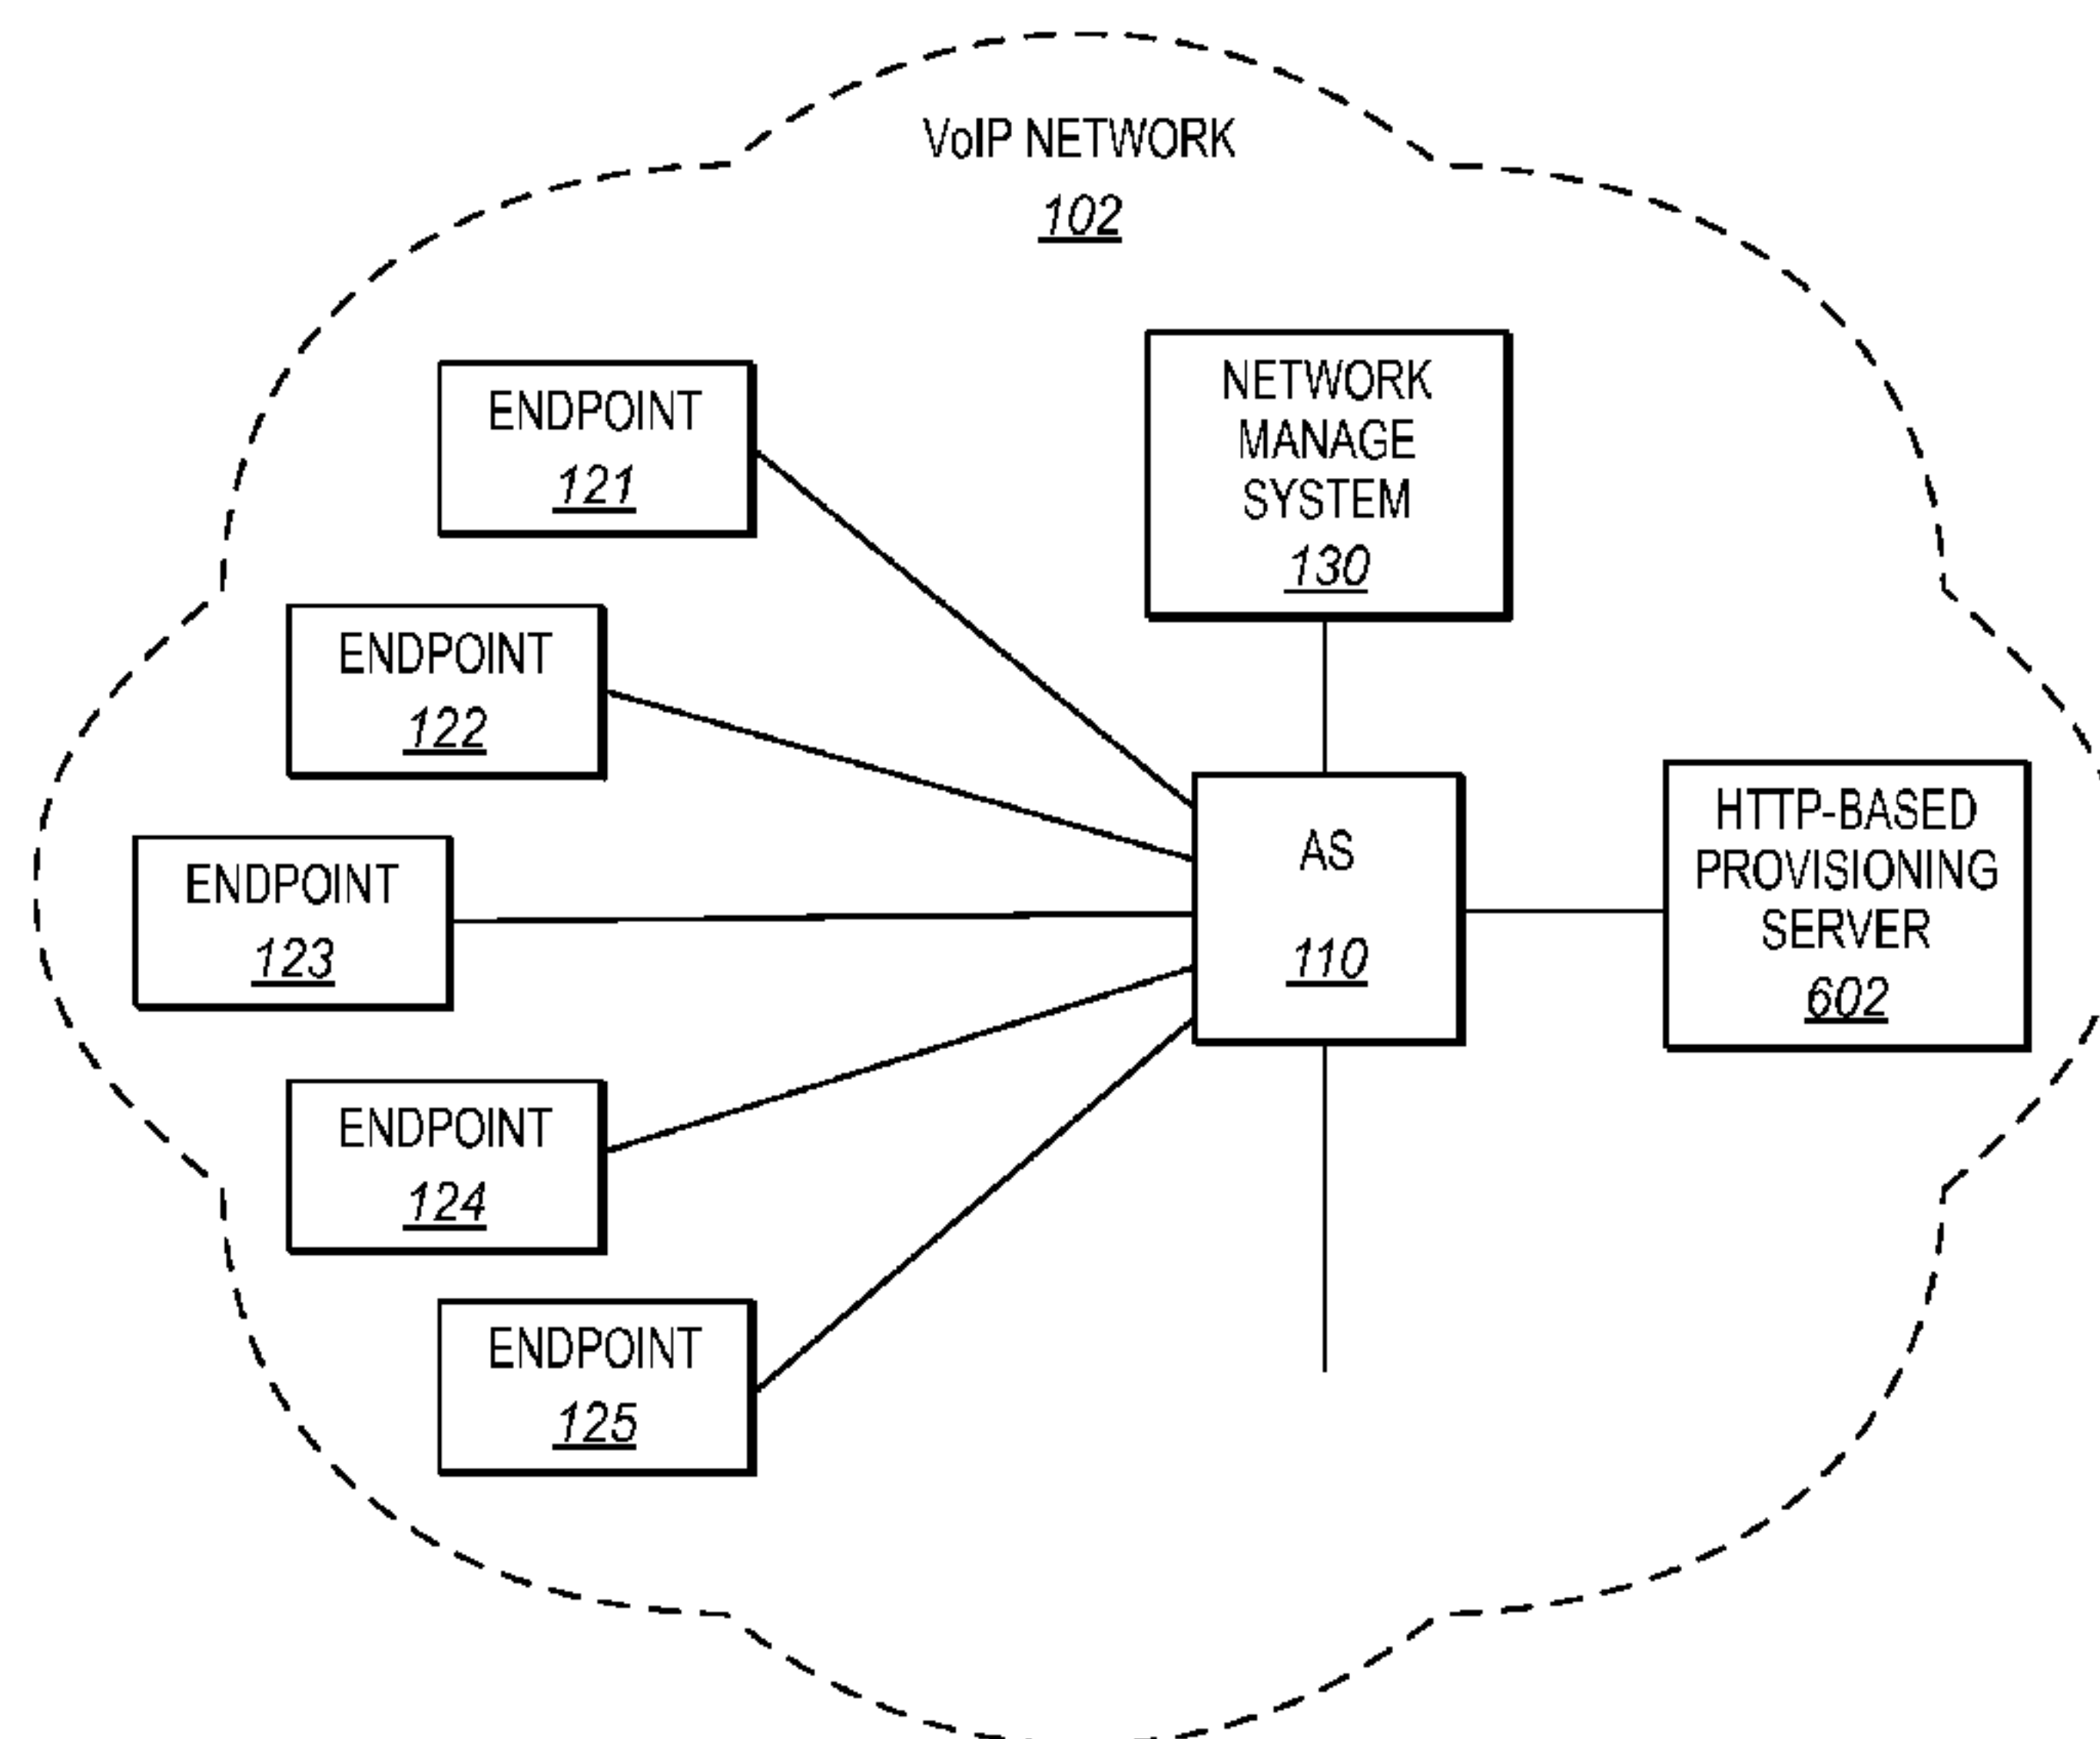 VoIP NETWORK
102
ENDPOINT
121
NETWORK
MANAGE
SYSTEM
130
ENDPOINT
122
ENDPOINT
123
AS
110
HTTP-BASED
PROVISIONING
SERVER
602
ENDPOINT
124
ENDPOINT
125